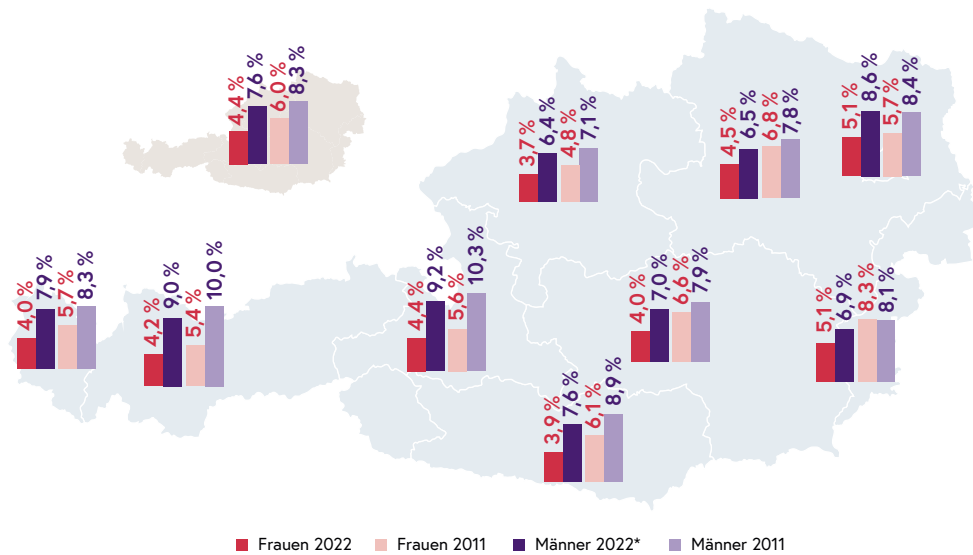 4,4 % 7,6 % 6,0 % 8,3 %
3,7 % 6,4 % 4,8 % 7,1 %
4,5 % 6,5 % 6,8 % 7,8 %
5,1 % 8,6 % 5,7 % 8,4 %
4,0 % 7,9 % 5,7 % 8,3 %
4,2 % 9,0 % 5,4 % 10,0 %
4,4 % 9,2 % 5,6 % 10,3 %
4,0 % 7,0 % 6,6 % 7,9 %
5,1 % 6,9 % 8,3 % 8,1 %
3,9 % 7,6 % 6,1 % 8,9 %
Frauen 2022 Frauen 2011 Männer 2022* Männer 2011